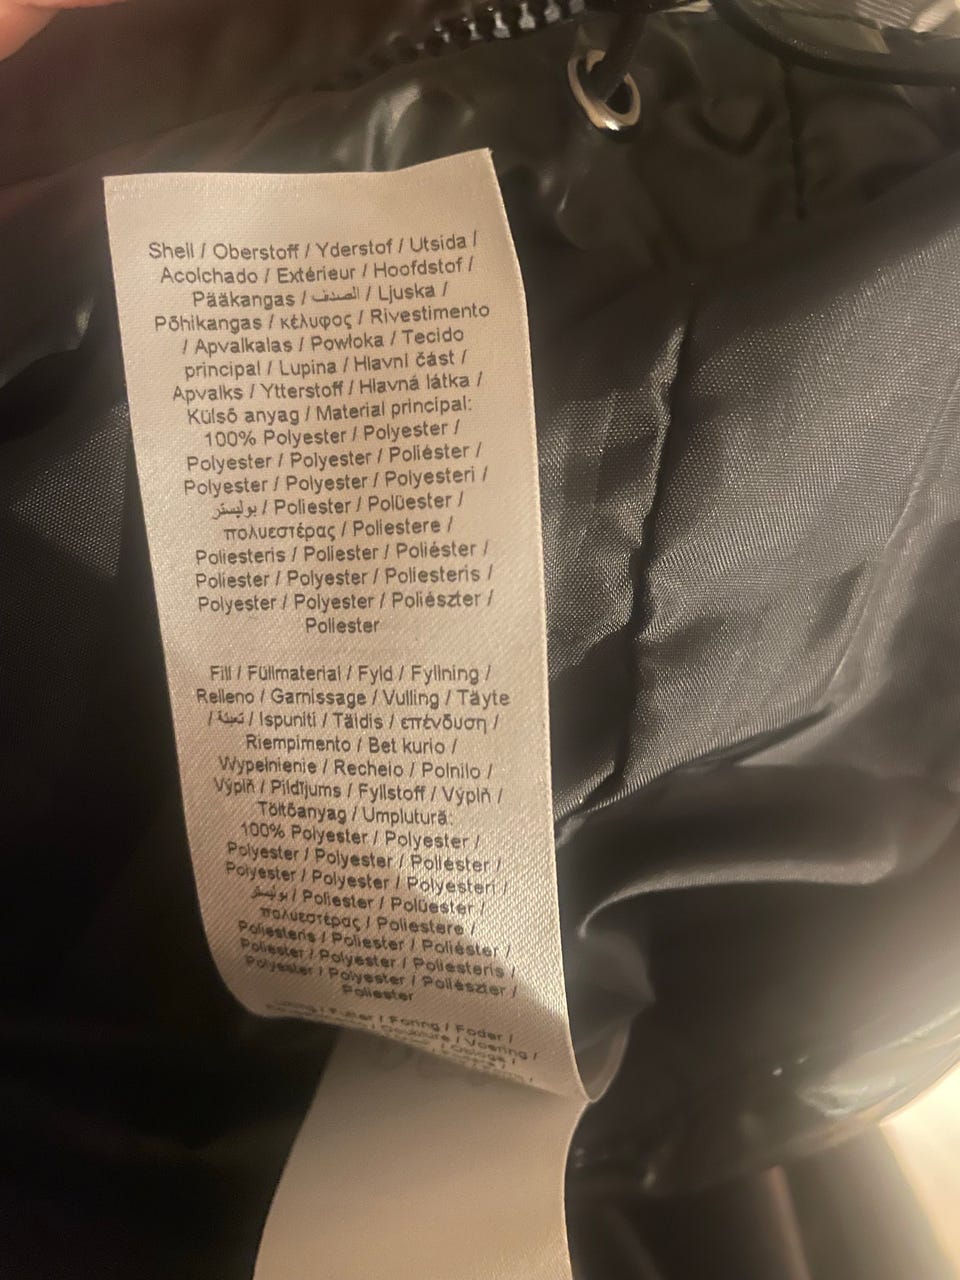 Shell / Oberstoff / Yderstof / Utsida /
Acolchado / Extérieur / Hoofdstof /
Pääkangas / الصدف / Ljuska /
Põhikangas / κέλυφος / Rivestimento
/ Apvalkalas / Powłoka / Tecido
principal / Lupina / Hlavní část /
Apvalks / Ytterstoff / Hlavná látka /
Külső anyag / Material principal:
100% Polyester / Polyester /
Polyester / Polyester / Poliéster /
Polyester / Polyester / Polyesteri /
بوليستر / Poliester / Polüester /
πολυεστέρας / Poliestere /
Poliesteris / Poliester / Poliéster /
Poliester / Polyester / Poliesteris /
Polyester / Polyester / Poliészter /
Poliester
Fill / Füllmaterial / Fyld / Fyllning /
Relleno / Garnissage / Vulling / Täyte
/ تعبئة / Ispuniti / Täidis / επένδυση /
Riempimento / Bet kurio /
Wypełnienie / Recheio / Polnilo /
Výplň / Pildījums / Fyllstoff / Výplň /
Töltőanyag / Umplutură:
100% Polyester / Polyester /
Polyester / Polyester / Poliéster /
Polyester / Polyester / Polyesteri /
بوليستر / Poliester / Polüester /
πολυεστέρας / Poliestere /
Poliesteris / Poliester / Poliéster /
Poliester / Polyester / Poliesteris /
Polyester / Polyester / Poliészter /
Poliester
/ Foring / Foder /
/ Voering /